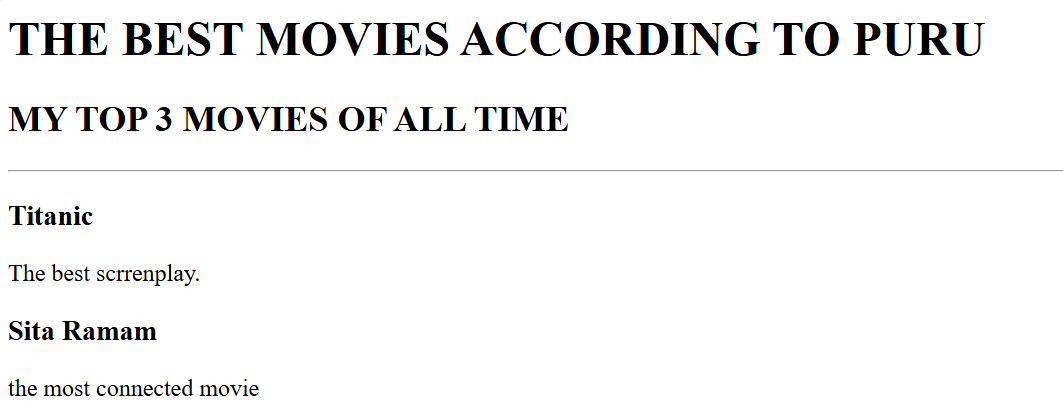 THE BEST MOVIES ACCORDING TO PURU
MY TOP 3 MOVIES OF ALL TIME
Titanic
The best scrrenplay.
Sita Ramam
the most connected movie